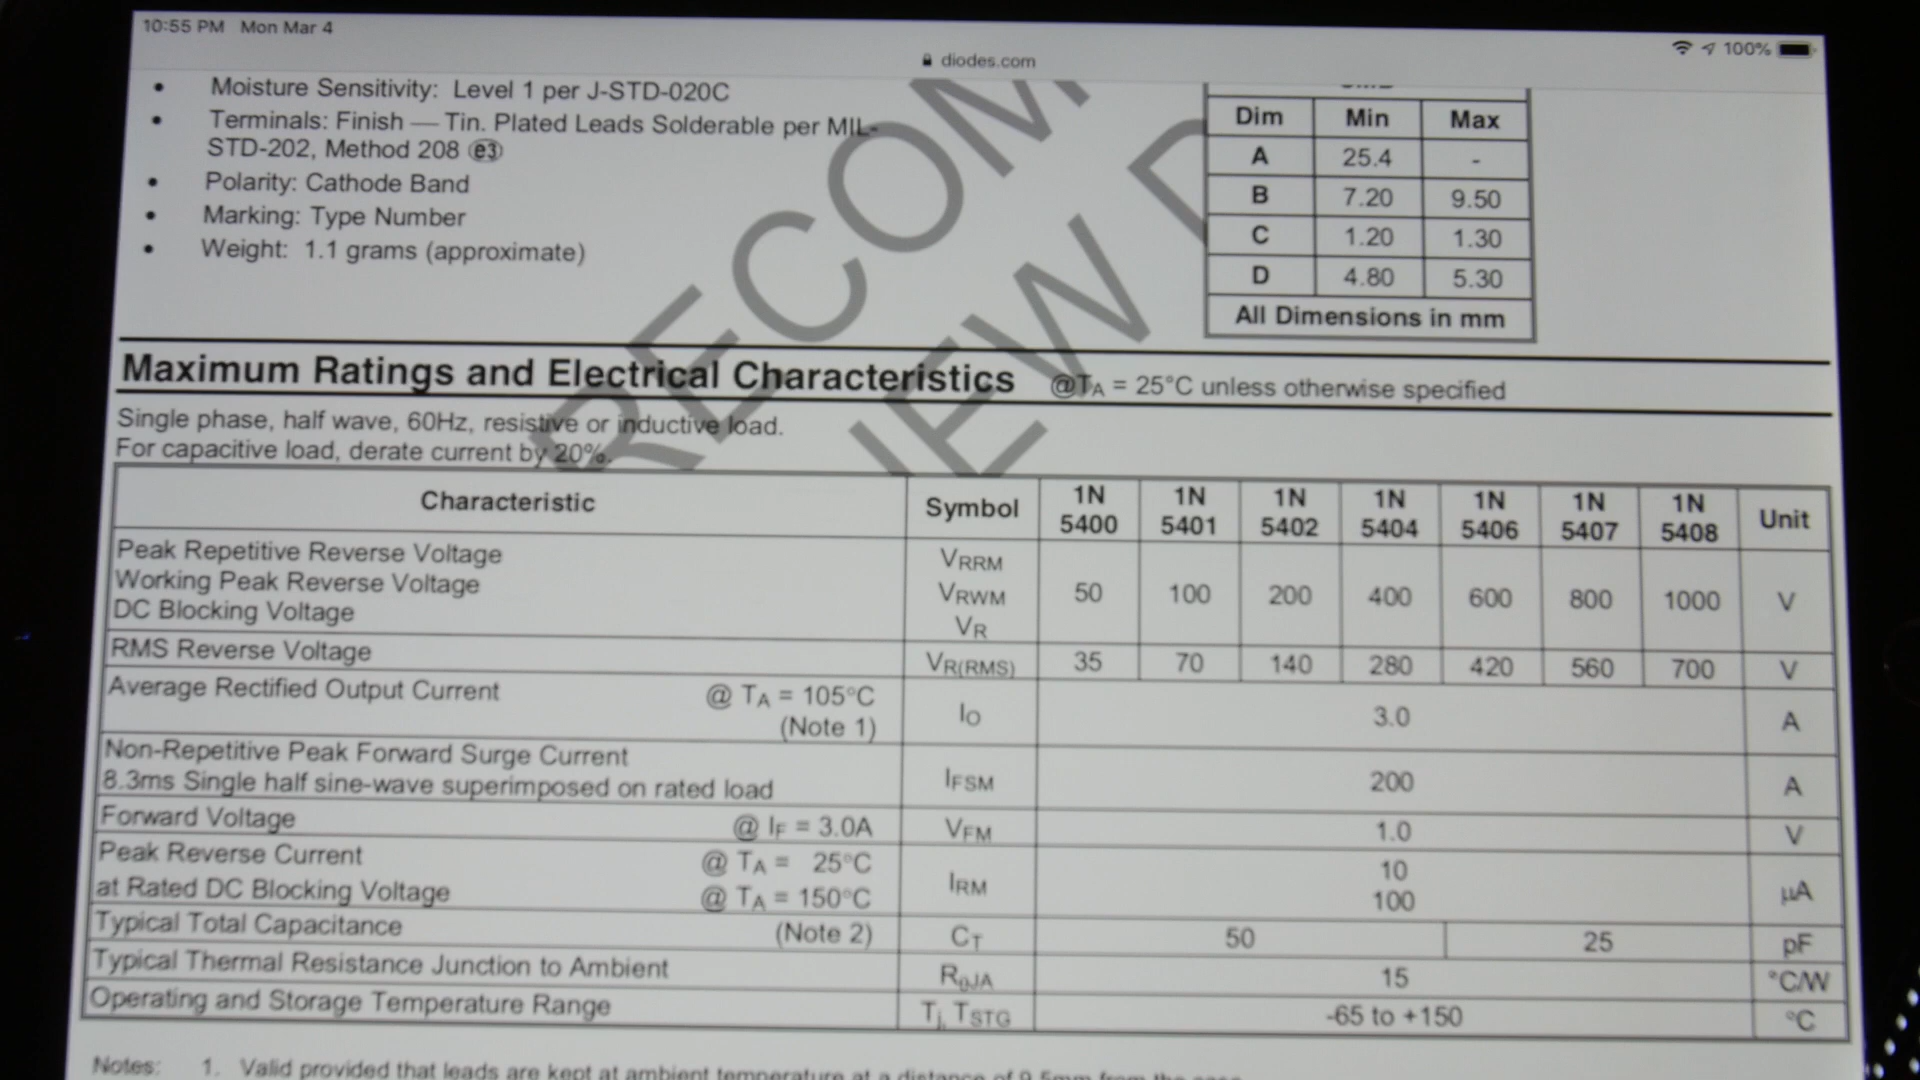 10:55 PM Mon Mar 4
100%
diodes.com
• Moisture Sensitivity: Level 1 per J-STD-020C
• Terminals: Finish — Tin. Plated Leads Solderable per MIL-
STD-202, Method 208 e3
• Polarity: Cathode Band
• Marking: Type Number
• Weight: 1.1 grams (approximate)
Dim Min Max
A 25.4 -
B 7.20 9.50
C 1.20 1.30
D 4.80 5.30
All Dimensions in mm
RECOM
EW D
Maximum Ratings and Electrical Characteristics @TA = 25°C unless otherwise specified
Single phase, half wave, 60Hz, resistive or inductive load.
For capacitive load, derate current by 20%.
Characteristic Symbol 1N 5400 1N 5401 1N 5402 1N 5404 1N 5406 1N 5407 1N 5408 Unit
Peak Repetitive Reverse Voltage VRRM
Working Peak Reverse Voltage VRWM 50 100 200 400 600 800 1000 V
DC Blocking Voltage VR
RMS Reverse Voltage VR(RMS) 35 70 140 280 420 560 700 V
Average Rectified Output Current @ TA = 105°C
(Note 1) IO 3.0 A
Non-Repetitive Peak Forward Surge Current
8.3ms Single half sine-wave superimposed on rated load IFSM 200 A
Forward Voltage @ IF = 3.0A VFM 1.0 V
Peak Reverse Current @ TA = 25°C 10
at Rated DC Blocking Voltage @ TA = 150°C IRM 100 µA
Typical Total Capacitance (Note 2) CT 50 25 pF
Typical Thermal Resistance Junction to Ambient RθJA 15 °C/W
Operating and Storage Temperature Range Tj, TSTG -65 to +150 °C
Notes: 1. Valid provided that leads are kept at ambient temperature at a distance of 9.5mm from the case